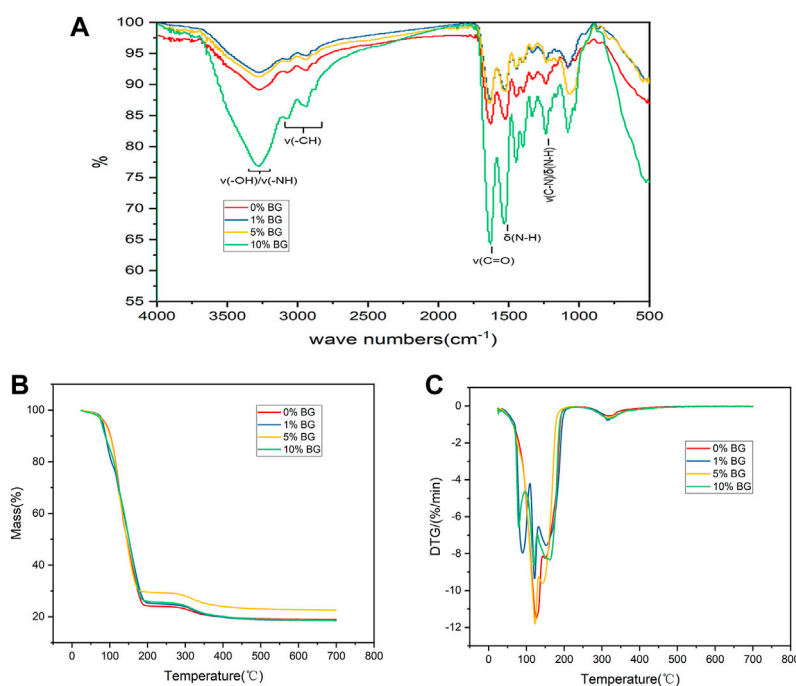 A
100
95
90
85
80
75
70
65
60
55
%
ν(-CH)
ν(-OH)/ν(-NH)
0% BG
1% BG
5% BG
10% BG
ν(C=O)
δ(N-H)
ν(C-N)/δ(N-H)
4000 3500 3000 2500 2000 1500 1000 500
wave numbers(cm⁻¹)
B
100
80
60
40
20
Mass(%)
0% BG
1% BG
5% BG
10% BG
0 100 200 300 400 500 600 700 800
Temperature(℃)
C
0
-2
-4
-6
-8
-10
-12
DTG/(%/min)
0% BG
1% BG
5% BG
10% BG
0 100 200 300 400 500 600 700 800
Temperature(℃)